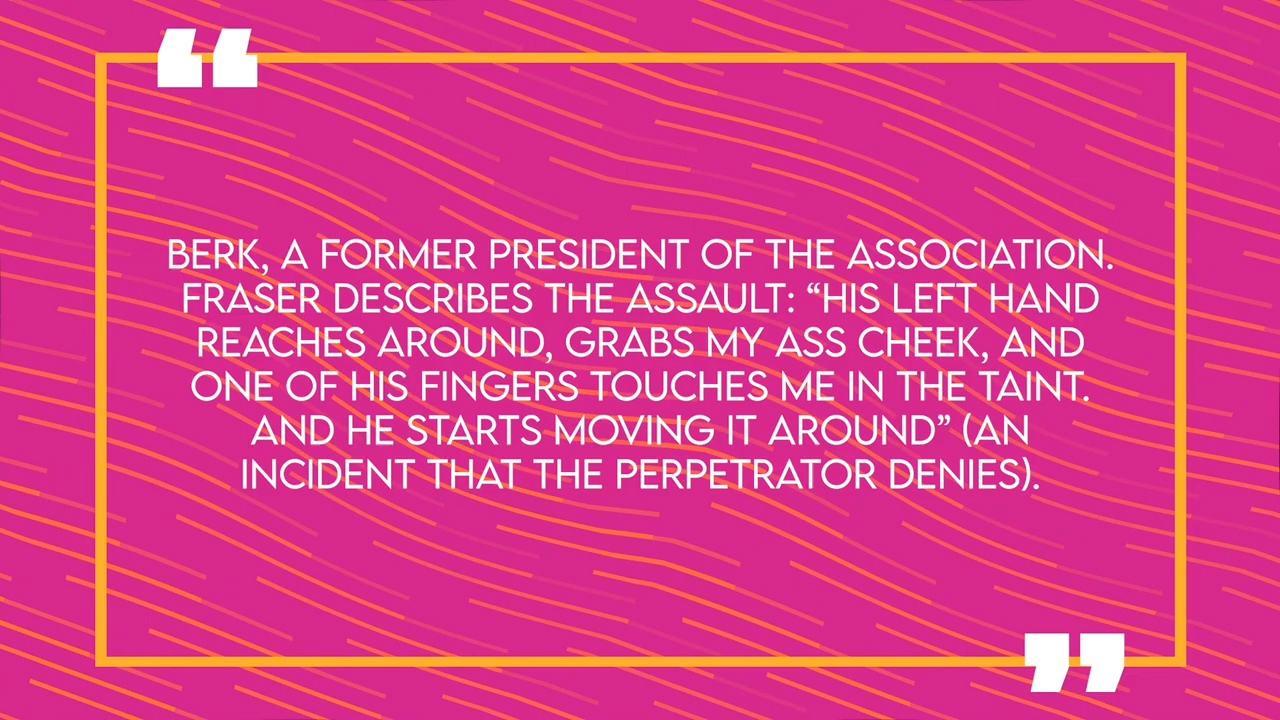 “
BERK, A FORMER PRESIDENT OF THE ASSOCIATION.
FRASER DESCRIBES THE ASSAULT: “HIS LEFT HAND
REACHES AROUND, GRABS MY ASS CHEEK, AND
ONE OF HIS FINGERS TOUCHES ME IN THE TAINT.
AND HE STARTS MOVING IT AROUND” (AN
INCIDENT THAT THE PERPETRATOR DENIES).
”